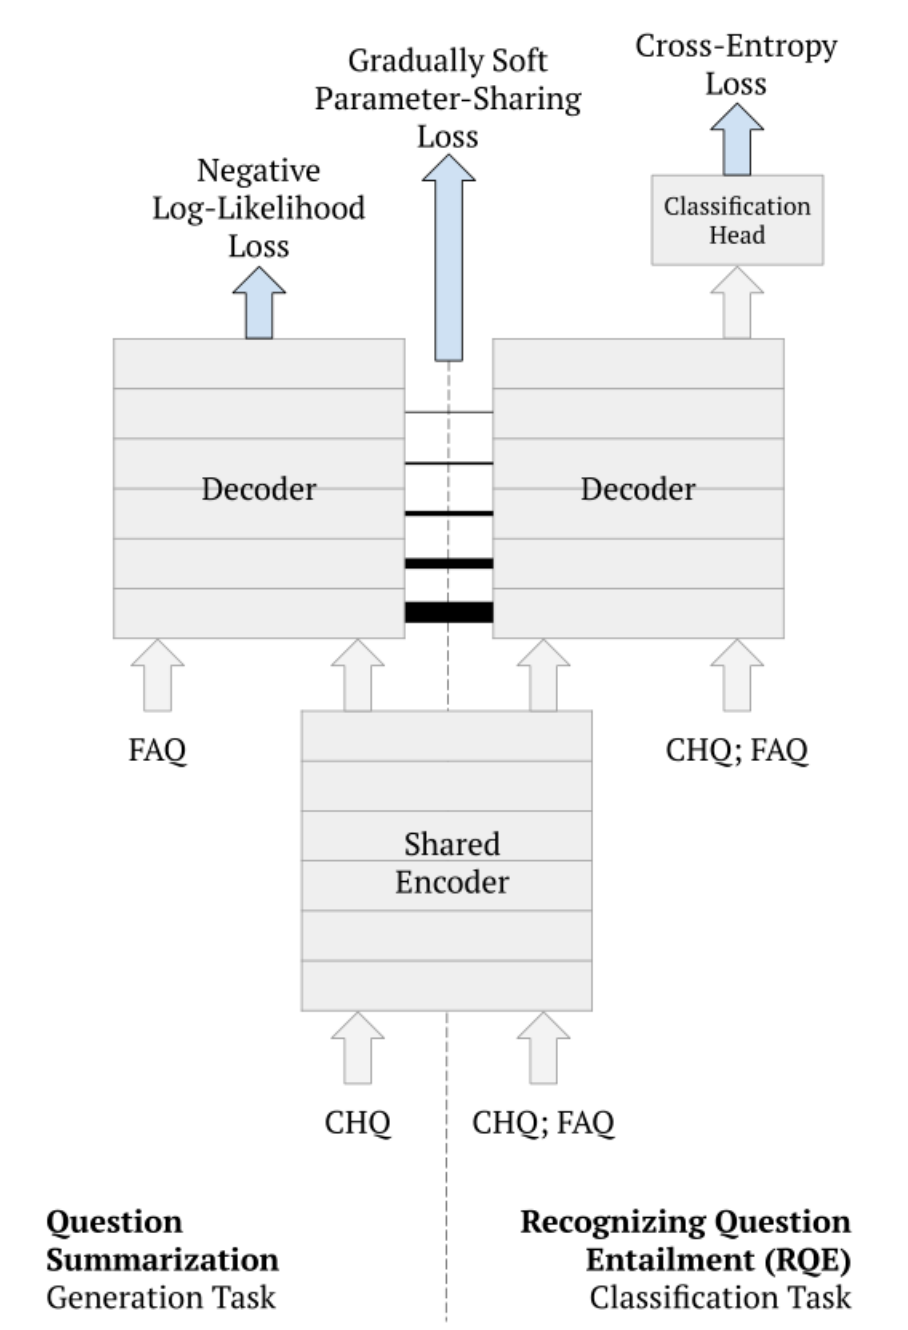 Cross-Entropy
Loss
Gradually Soft
Parameter-Sharing
Loss
Negative
Log-Likelihood
Loss
Classification
Head
Decoder
Decoder
FAQ
CHQ; FAQ
Shared
Encoder
CHQ
CHQ; FAQ
Question
Summarization
Generation Task
Recognizing Question
Entailment (RQE)
Classification Task